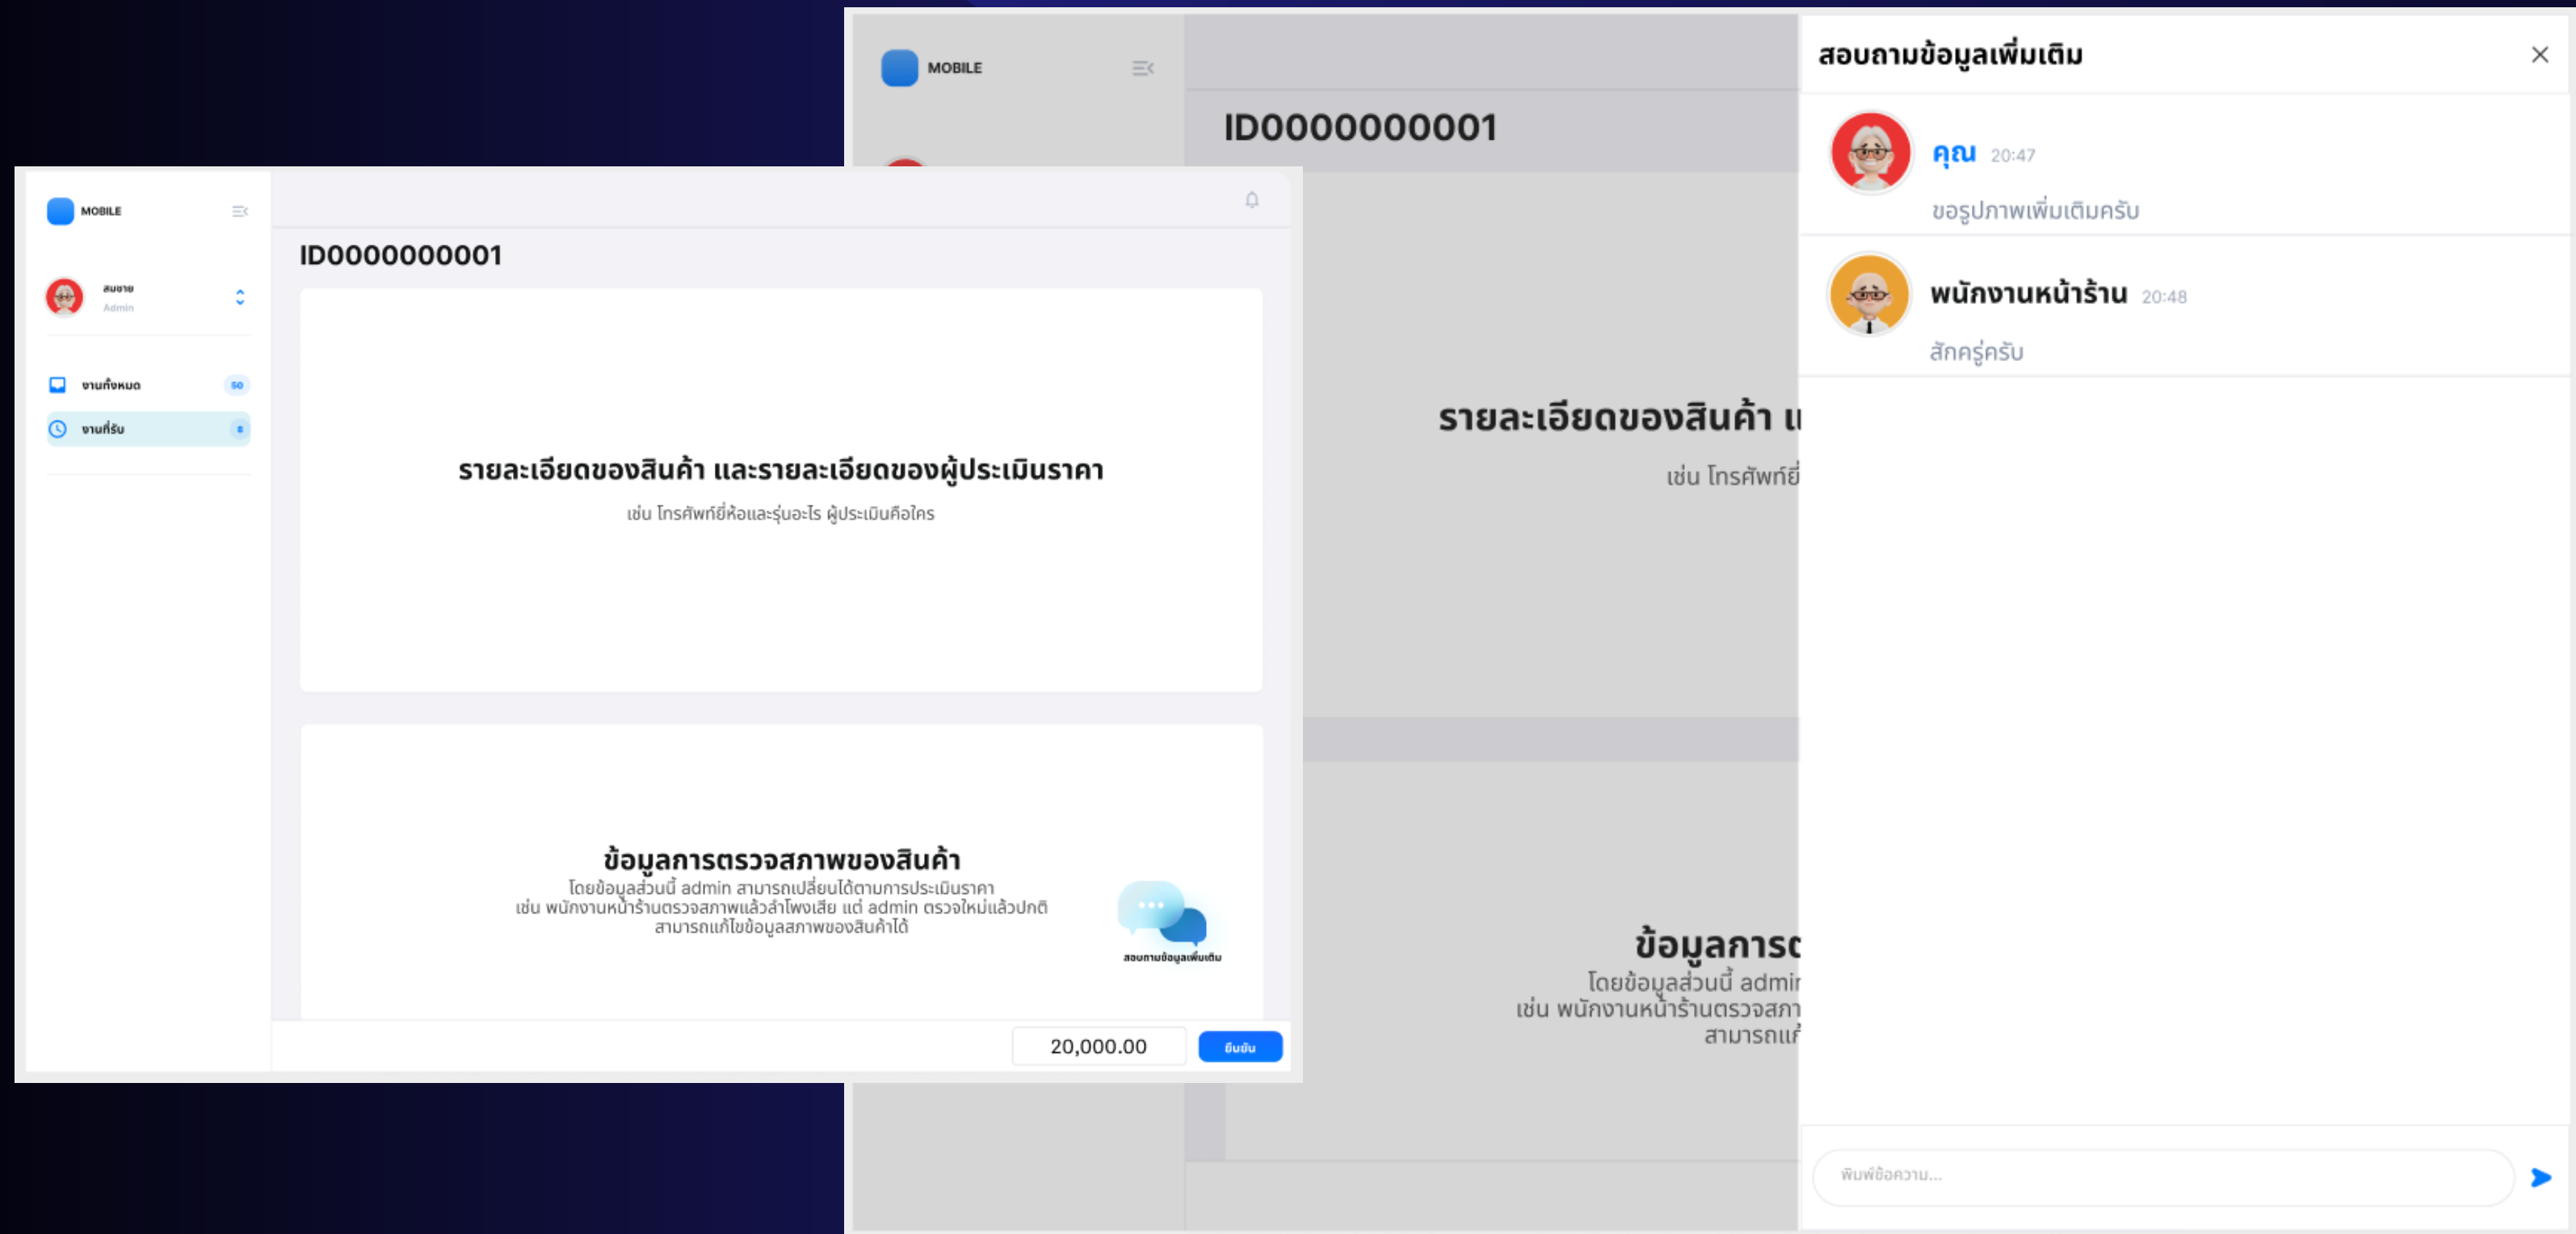 MOBILE
สมชาย
Admin
งานทั้งหมด
50
งานที่รับ
8
ID0000000001
รายละเอียดของสินค้า และรายละเอียดของผู้ประเมินราคา
เช่น โทรศัพท์ยี่ห้อและรุ่นอะไร ผู้ประเมินคือใคร
ข้อมูลการตรวจสภาพของสินค้า
โดยข้อมูลส่วนนี้ admin สามารถเปลี่ยนได้ตามการประเมินราคา
เช่น พนักงานหน้าร้านตรวจสภาพแล้วลำโพงเสีย แต่ admin ตรวจใหม่แล้วปกติ
สามารถแก้ไขข้อมูลสภาพของสินค้าได้
สอบถามข้อมูลเพิ่มเติม
20,000.00
ยืนยัน
MOBILE
ID0000000001
รายละเอียดของสินค้า แ
เช่น โทรศัพท์ยี่
ข้อมูลการต
โดยข้อมูลส่วนนี้ admin
เช่น พนักงานหน้าร้านตรวจสภา
สามารถแก้
สอบถามข้อมูลเพิ่มเติม
คุณ 20:47
ขอรูปภาพเพิ่มเติมครับ
พนักงานหน้าร้าน 20:48
สักครู่ครับ
พิมพ์ข้อความ...